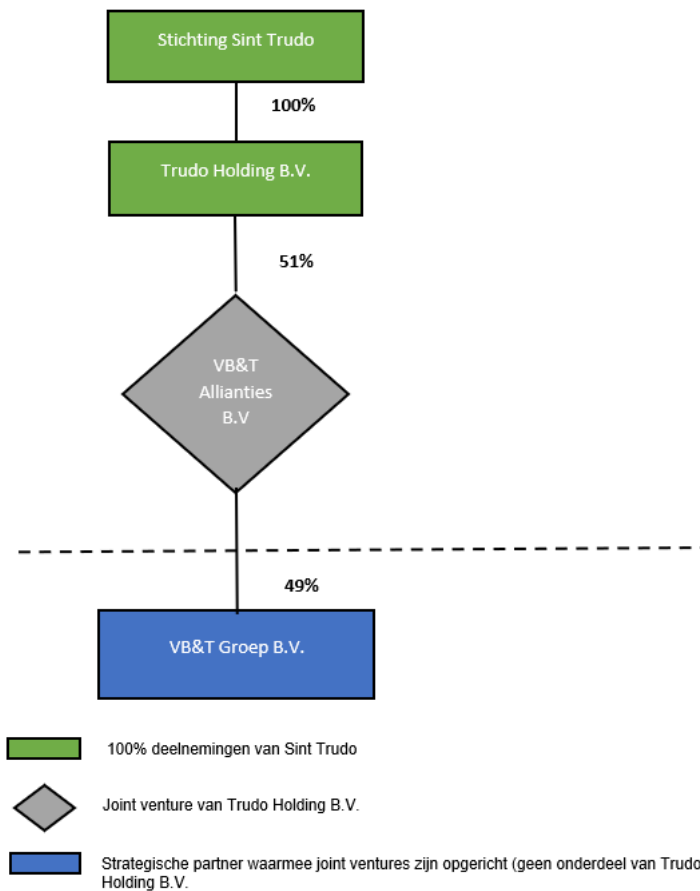 Stichting Sint Trudo
100%
Trudo Holding B.V.
51%
VB&T
Allianties
B.V
49%
VB&T Groep B.V.
100% deelnemingen van Sint Trudo
Joint venture van Trudo Holding B.V.
Strategische partner waarmee joint ventures zijn opgericht (geen onderdeel van Trudo
Holding B.V.